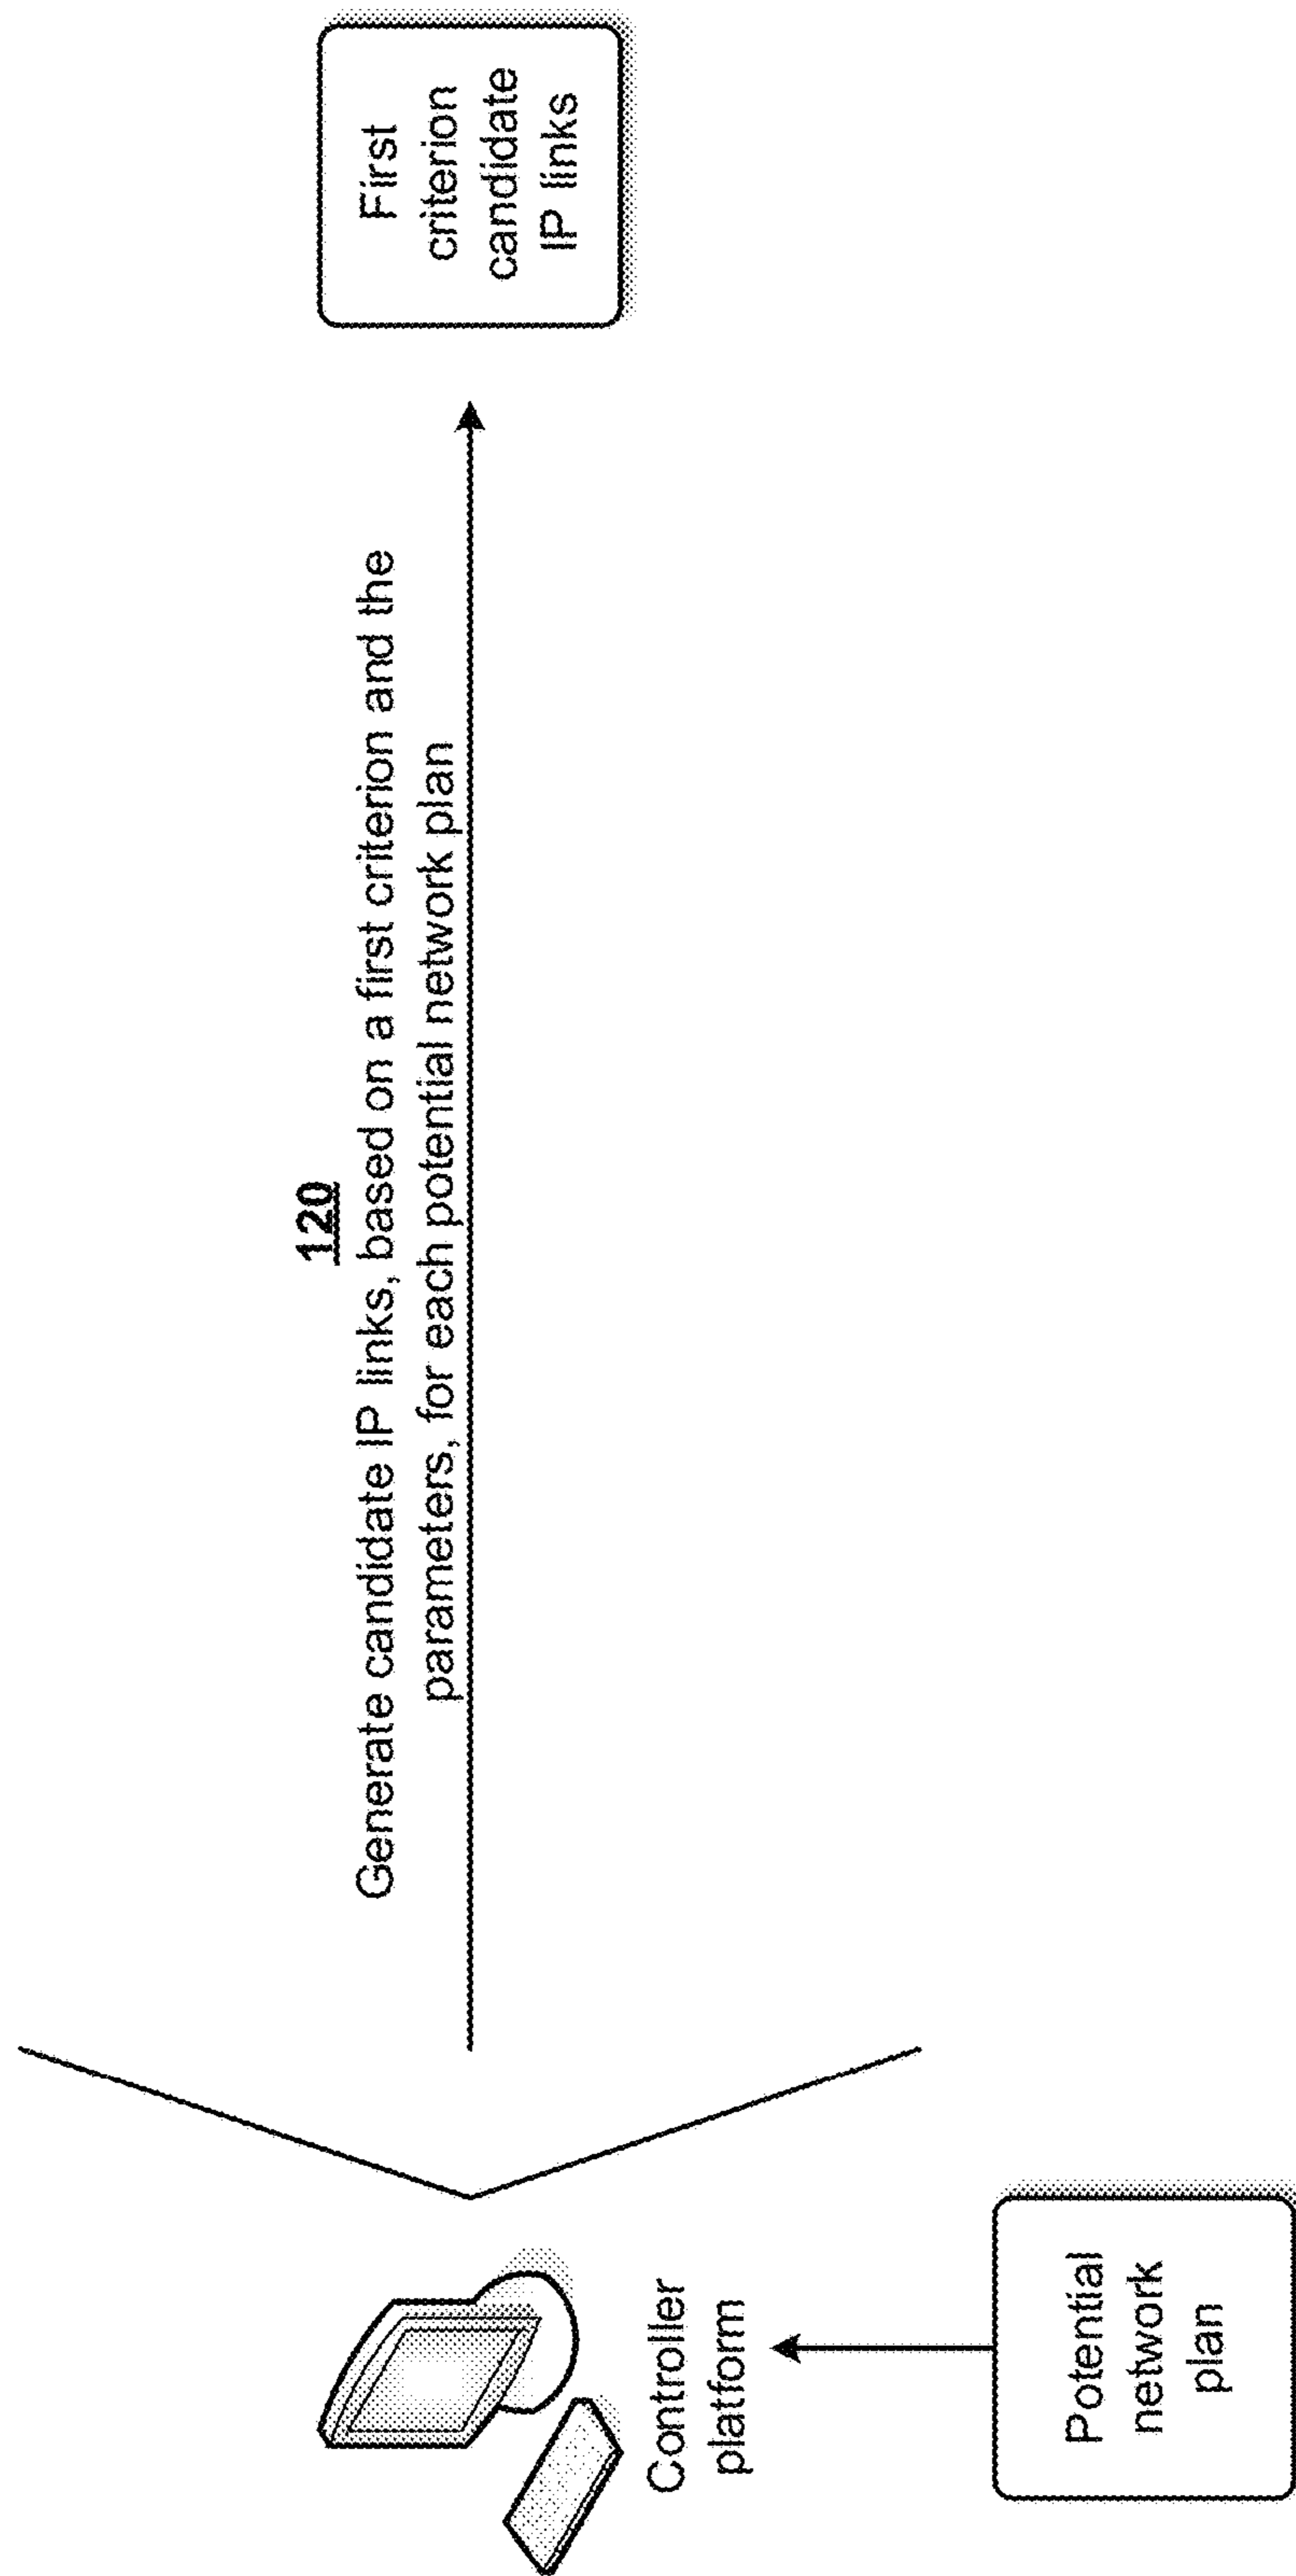 120
Generate candidate IP links, based on a first criterion and the
parameters, for each potential network plan
First
criterion
candidate
IP links
Controller
platform
Potential
network
plan